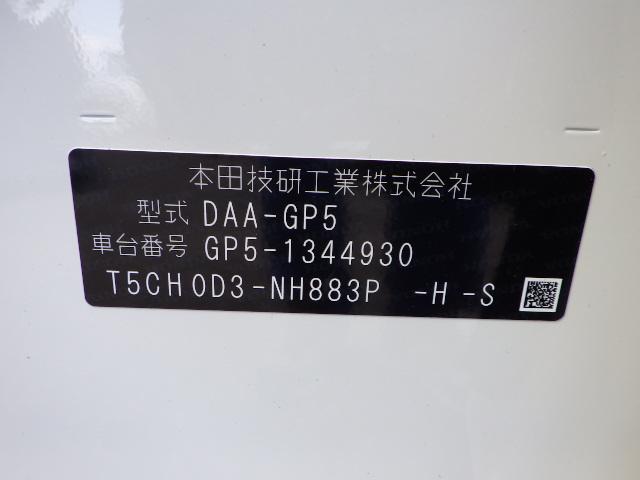 本田技研工業株式会社
型式 DAA-GP5
車台番号 GP5-1344930
T5CH0D3-NH883P -H -S